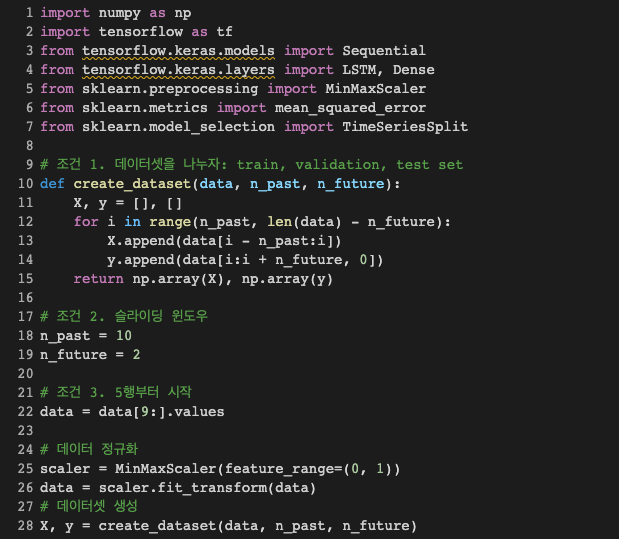 1 import numpy as np
2 import tensorflow as tf
3 from tensorflow.keras.models import Sequential
4 from tensorflow.keras.layers import LSTM, Dense
5 from sklearn.preprocessing import MinMaxScaler
6 from sklearn.metrics import mean_squared_error
7 from sklearn.model_selection import TimeSeriesSplit
8
9 # 조건 1. 데이터셋을 나누자: train, validation, test set
10 def create_dataset(data, n_past, n_future):
11     X, y = [], []
12     for i in range(n_past, len(data) - n_future):
13         X.append(data[i - n_past:i])
14         y.append(data[i:i + n_future, 0])
15     return np.array(X), np.array(y)
16
17 # 조건 2. 슬라이딩 윈도우
18 n_past = 10
19 n_future = 2
20
21 # 조건 3. 5행부터 시작
22 data = data[9:].values
23
24 # 데이터 정규화
25 scaler = MinMaxScaler(feature_range=(0, 1))
26 data = scaler.fit_transform(data)
27 # 데이터셋 생성
28 X, y = create_dataset(data, n_past, n_future)